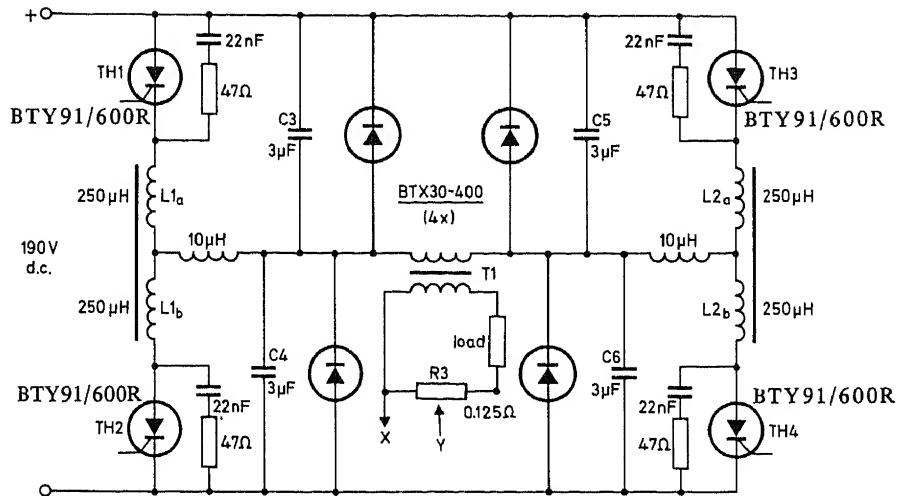 +
22nF
TH1
47Ω
BTY91/600R
C3
3µF
C5
3µF
22nF
47Ω
TH3
BTY91/600R
250µH
L1a
BTX30-400
(4x)
L2a
250µH
190V
d.c.
10µH
10µH
T1
250µH
L1b
load
L2b
250µH
C4
3µF
R3
0.125Ω
C6
3µF
BTY91/600R
22nF
TH2
47Ω
X
Y
22nF
47Ω
BTY91/600R
TH4